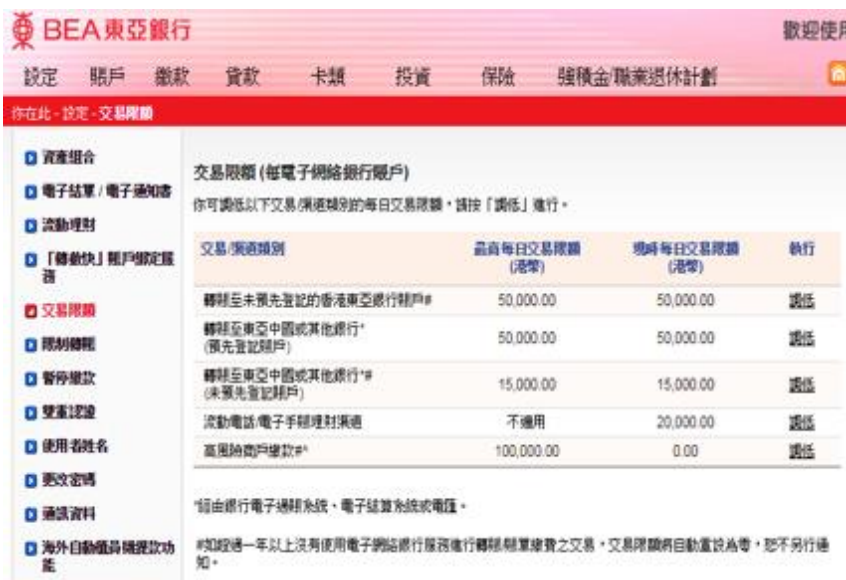 BEA東亞銀行
歡迎使用
設定 賬戶 繳款 貸款 卡類 投資 保險 強積金/職業退休計劃
你在此 - 設定 - 交易限額
資產組合
電子結單 / 電子通知書
流動理財
「轉數快」賬戶綁定服
務
交易限額
限制轉賬
暫停繳款
雙重認證
使用者姓名
更改密碼
通訊資料
海外自動櫃員機提款功
能
交易限額 (每電子網絡銀行賬戶)
你可調低以下交易/渠道類別的每日交易限額，請按「調低」進行。
交易/渠道類別 最高每日交易限額 現時每日交易限額 執行
(港幣) (港幣)
轉賬至未預先登記的香港東亞銀行賬戶# 50,000.00 50,000.00 調低
轉賬至東亞中國或其他銀行*
(預先登記賬戶) 50,000.00 50,000.00 調低
轉賬至東亞中國或其他銀行*#
(未預先登記賬戶) 15,000.00 15,000.00 調低
流動電話/電子手賬理財渠道 不適用 20,000.00 調低
高風險商戶繳款#^ 100,000.00 0.00 調低
*經由銀行電子過賬系統、電子結算系統或電匯。
#如超過一年以上沒有使用電子網絡銀行服務進行轉賬/賬單繳費之交易，交易限額將自動重設為零，恕不另行通
知。